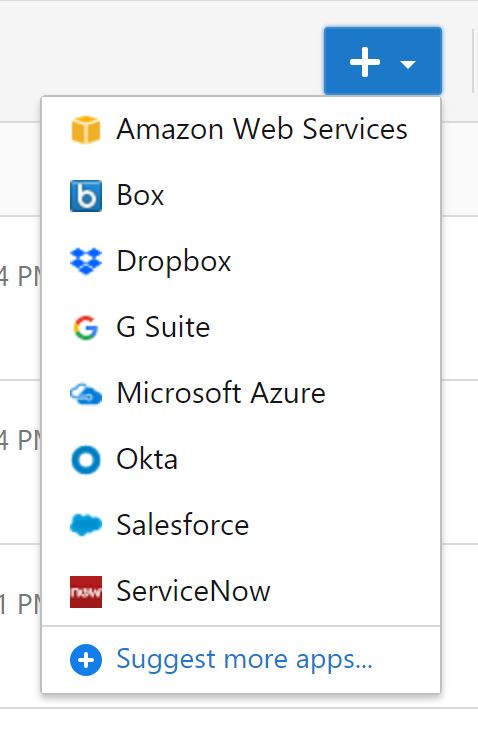 Amazon Web Services
Box
4 PM
Dropbox
G Suite
Microsoft Azure
4 PM
Okta
Salesforce
now
ServiceNow
1 PM
Suggest more apps...